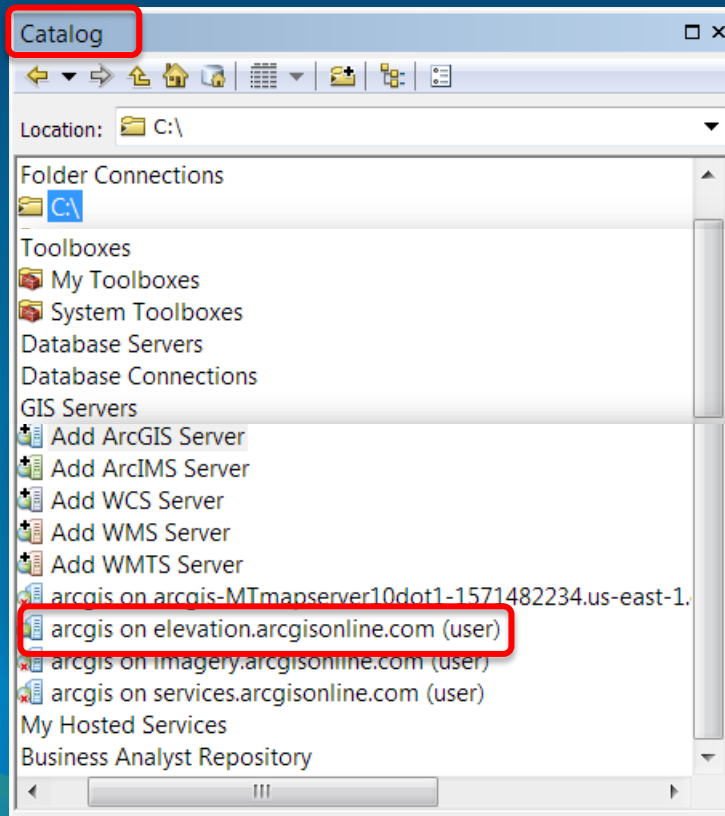 Catalog
Location: C:\
Folder Connections
C:\
Toolboxes
My Toolboxes
System Toolboxes
Database Servers
Database Connections
GIS Servers
Add ArcGIS Server
Add ArcIMS Server
Add WCS Server
Add WMS Server
Add WMTS Server
arcgis on arcgis-MTmapserver10dot1-1571482234.us-east-1.
arcgis on elevation.arcgisonline.com (user)
arcgis on imagery.arcgisonline.com (user)
arcgis on services.arcgisonline.com (user)
My Hosted Services
Business Analyst Repository